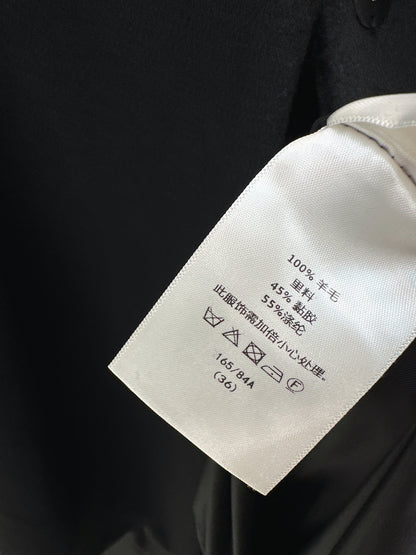 100% 羊毛
里料
45% 黏胶
55%涤纶
此服饰需加倍小心处理.
F
165/84A
(36)